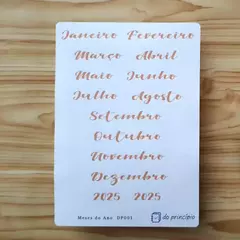 Janeiro Fevereiro
Março Abril
Maio Junho
Julho Agosto
Setembro
Outubro
Novembro
Dezembro
2025 2025
Meses do Ano DP001
do princípio